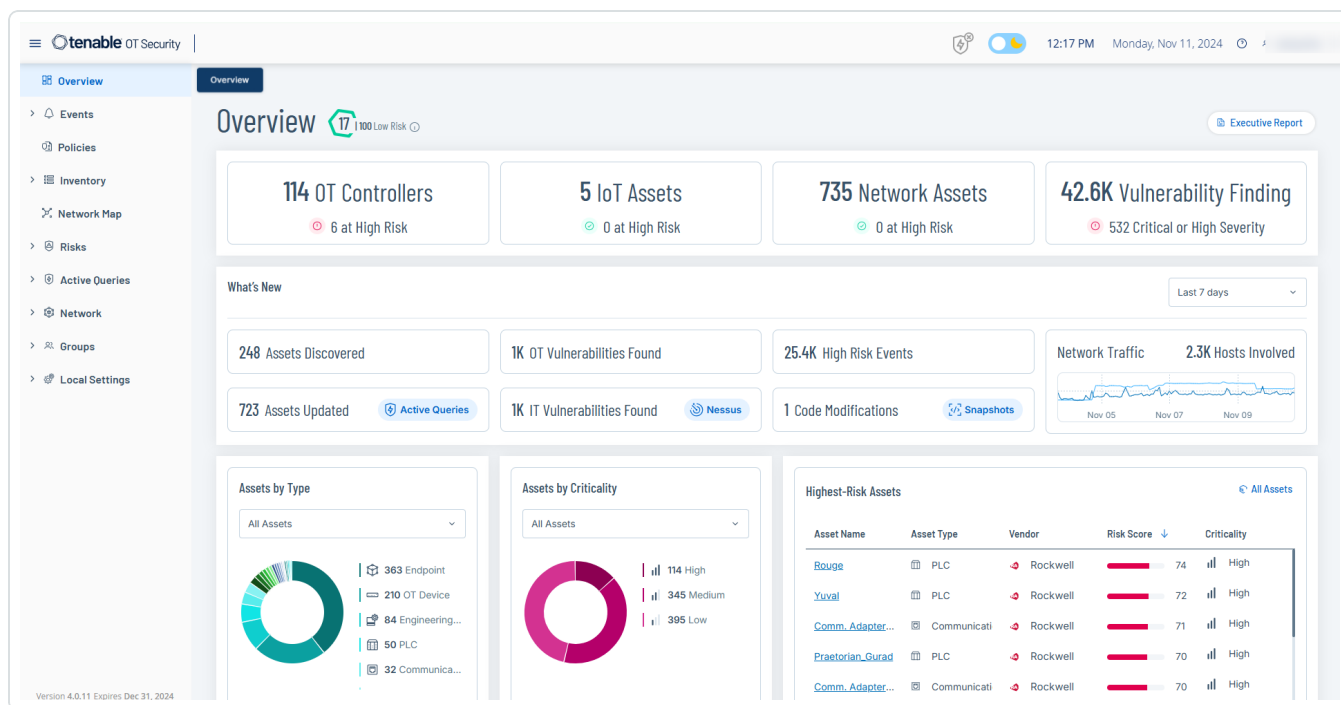 tenable OT Security
12:17 PM Monday, Nov 11, 2024
Overview
Events
Policies
Inventory
Network Map
Risks
Active Queries
Network
Groups
Local Settings
Version 4.0.11 Expires Dec 31, 2024
Overview
Overview 17 | 100 Low Risk
Executive Report
114 OT Controllers
6 at High Risk
5 IoT Assets
0 at High Risk
735 Network Assets
0 at High Risk
42.6K Vulnerability Finding
532 Critical or High Severity
What's New
Last 7 days
248 Assets Discovered
1K OT Vulnerabilities Found
25.4K High Risk Events
723 Assets Updated Active Queries
1K IT Vulnerabilities Found Nessus
1 Code Modifications Snapshots
Network Traffic 2.3K Hosts Involved
Nov 05 Nov 07 Nov 09
Assets by Type
All Assets
363 Endpoint
210 OT Device
84 Engineering...
50 PLC
32 Communica...
Assets by Criticality
All Assets
114 High
345 Medium
395 Low
Highest-Risk Assets All Assets
Asset Name Asset Type Vendor Risk Score Criticality
Rouge PLC Rockwell 74 High
Yuval PLC Rockwell 72 High
Comm. Adapter... Communicati Rockwell 71 High
Praetorian_Gurad PLC Rockwell 70 High
Comm. Adapter... Communicati Rockwell 70 High